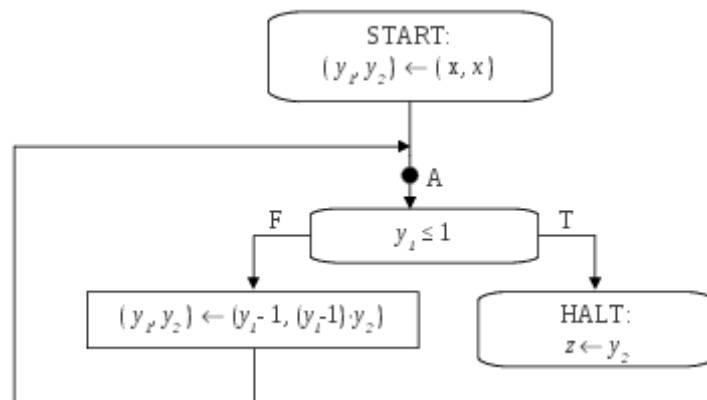 START:
(y₁, y₂) ← (x, x)
A
F
T
y₁ ≤ 1
(y₁, y₂) ← (y₁- 1, (y₁-1)·y₂)
HALT:
z ← y₂